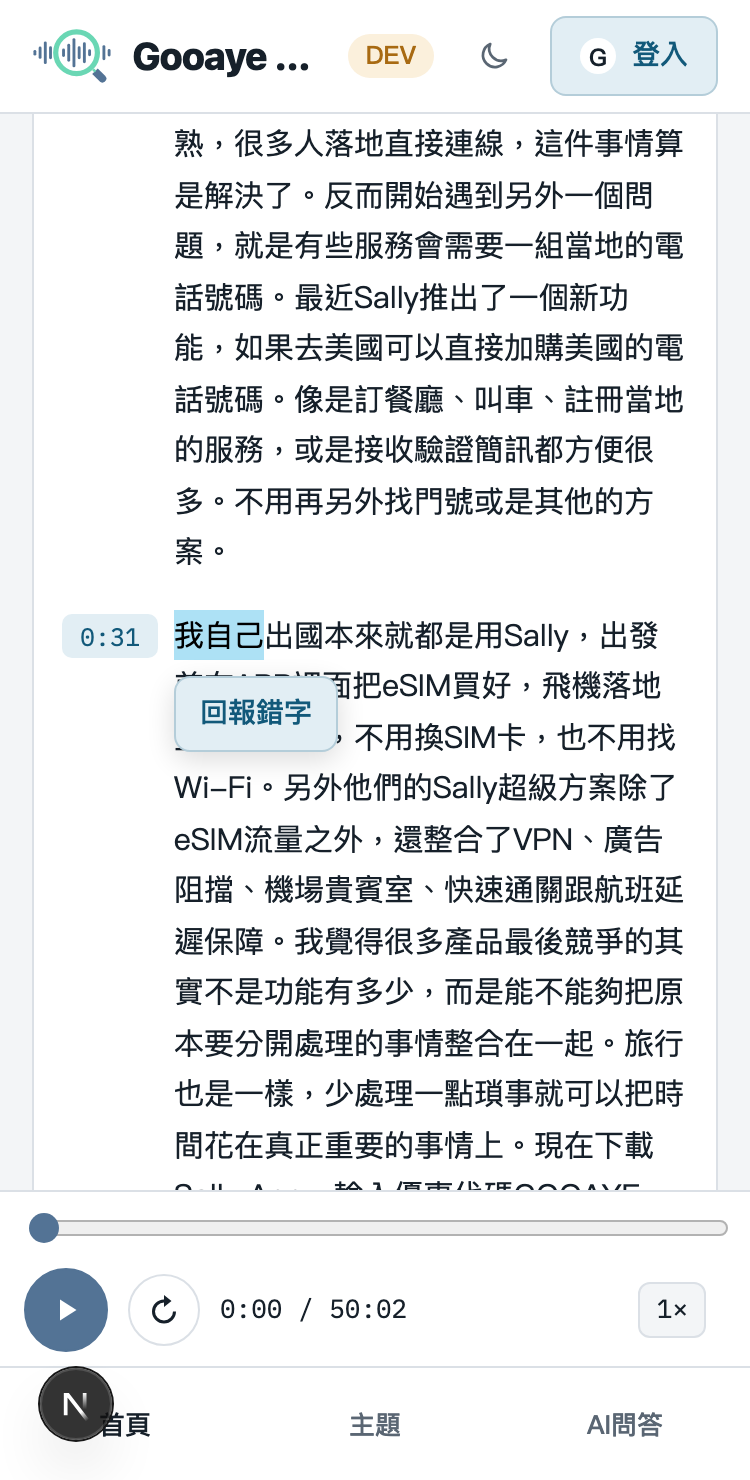 Gooaye ...
DEV
G 登入
熟，很多人落地直接連線，這件事情算
是解決了。反而開始遇到另外一個問
題，就是有些服務會需要一組當地的電
話號碼。最近Sally推出了一個新功
能，如果去美國可以直接加購美國的電
話號碼。像是訂餐廳、叫車、註冊當地
的服務，或是接收驗證簡訊都方便很
多。不用再另外找門號或是其他的方
案。
0:31
我自己出國本來就都是用Sally，出發
面把eSIM買好，飛機落地
回報錯字
，不用換SIM卡，也不用找
Wi-Fi。另外他們的Sally超級方案除了
eSIM流量之外，還整合了VPN、廣告
阻擋、機場貴賓室、快速通關跟航班延
遲保障。我覺得很多產品最後競爭的其
實不是功能有多少，而是能不能夠把原
本要分開處理的事情整合在一起。旅行
也是一樣，少處理一點瑣事就可以把時
間花在真正重要的事情上。現在下載
0:00 / 50:02
1×
N
首頁
主題
AI問答